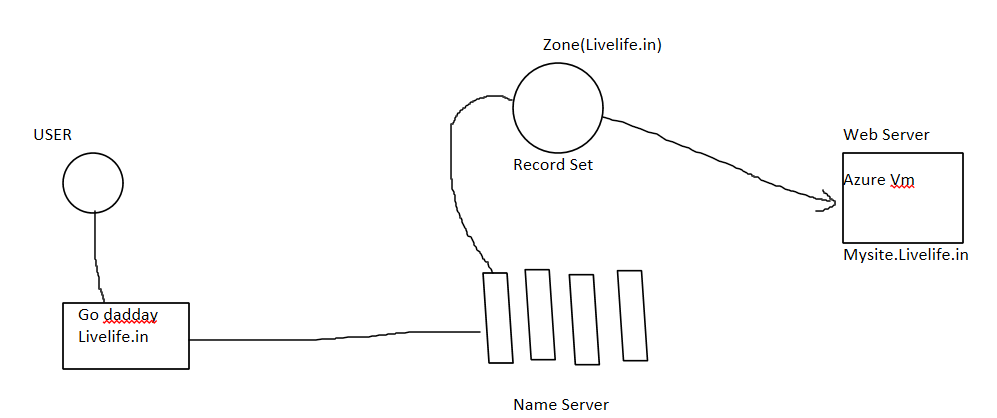 Zone(Livelife.in)
USER
Web Server
Record Set
Azure Vm
Mysite.Livelife.in
Go dadday
Livelife.in
Name Server